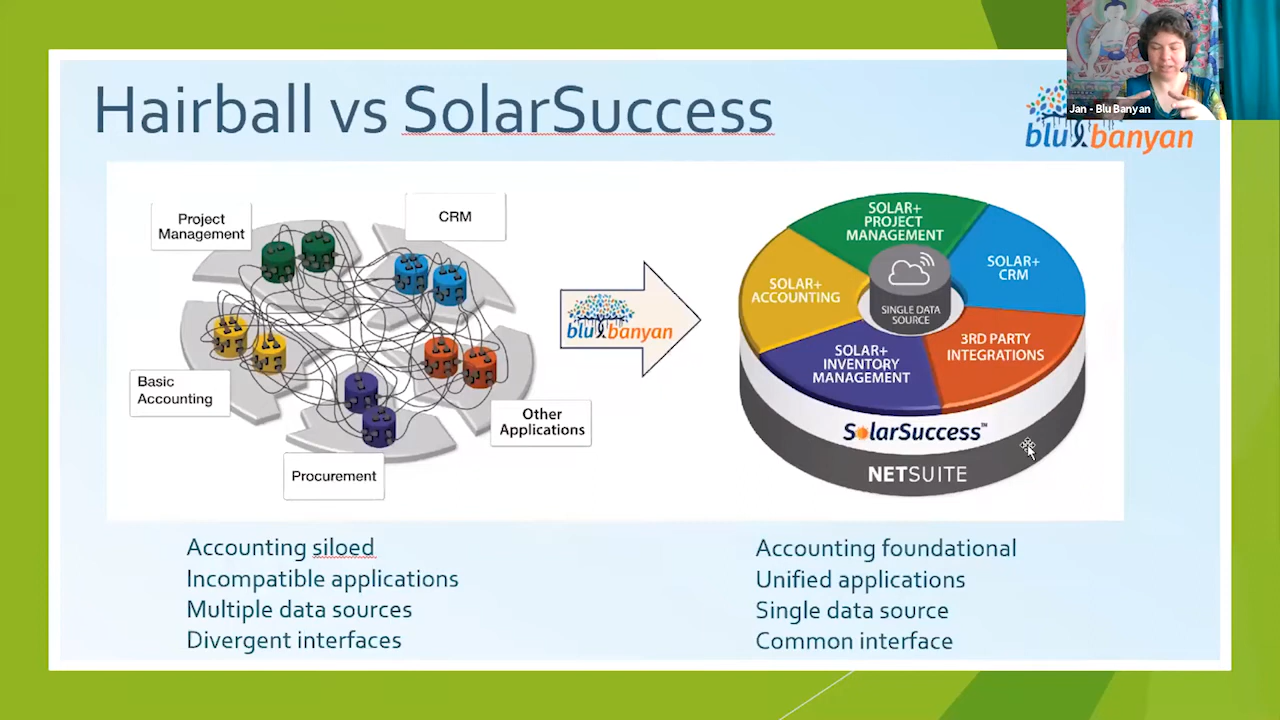 Hairball vs SolarSuccess
Jan - Blu Banyan
blu banyan
Project
Management
CRM
Basic
Accounting
Other
Applications
Procurement
blu banyan
SOLAR+
PROJECT
MANAGEMENT
SOLAR+
CRM
SOLAR+
ACCOUNTING
SINGLE DATA
SOURCE
3RD PARTY
INTEGRATIONS
SOLAR+
INVENTORY
MANAGEMENT
SolarSuccess™
NETSUITE
Accounting siloed
Incompatible applications
Multiple data sources
Divergent interfaces
Accounting foundational
Unified applications
Single data source
Common interface